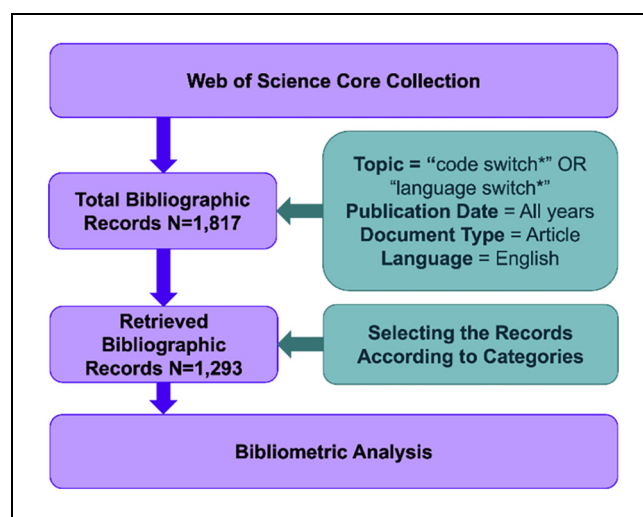 Web of Science Core Collection
Topic = “code switch*” OR
“language switch*”
Publication Date = All years
Document Type = Article
Language = English
Total Bibliographic
Records N=1,817
Retrieved
Bibliographic
Records N=1,293
Selecting the Records
According to Categories
Bibliometric Analysis